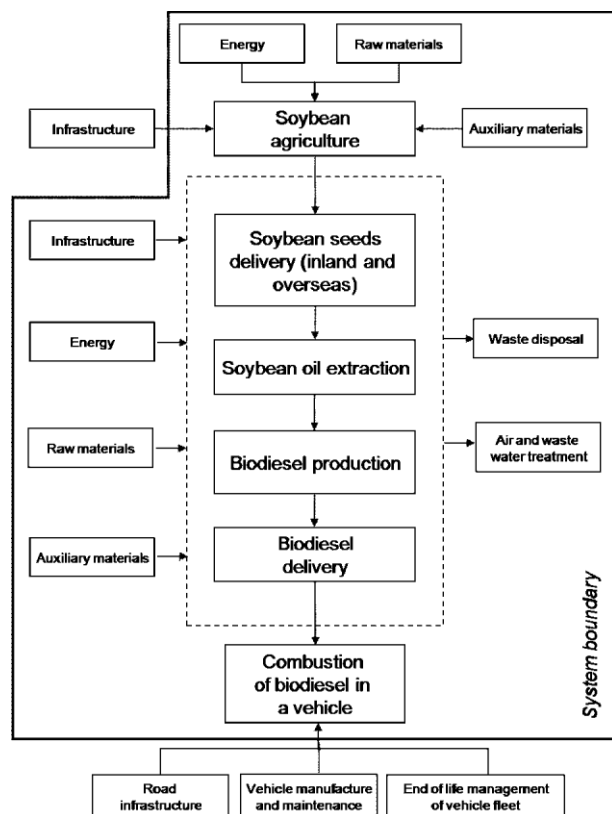 Energy
Raw materials
Infrastructure
Soybean
agriculture
Auxiliary materials
Infrastructure
Soybean seeds
delivery (inland and
overseas)
Energy
Waste disposal
Soybean oil extraction
Raw materials
Biodiesel production
Air and waste
water treatment
Auxiliary materials
Biodiesel
delivery
System boundary
Combustion
of biodiesel in
a vehicle
Road
infrastructure
Vehicle manufacture
and maintenance
End of life management
of vehicle fleet